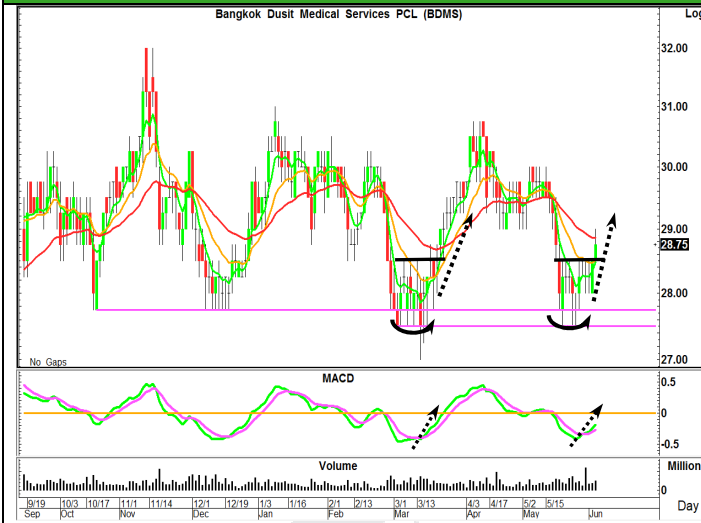 Bangkok Dusit Medical Services PCL (BDMS)
Log
32.00
31.00
30.00
29.00
28.75
28.00
27.00
No Gaps
MACD
0.5
0
-0.5
Volume
Million
0
9/19 10/3 10/17 11/1 11/14 12/1 12/19 1/3 1/16 2/1 2/13 3/1 3/13 4/3 4/17 5/2 5/15
Sep Oct Nov Dec Jan Feb Mar Apr May Jun
Day